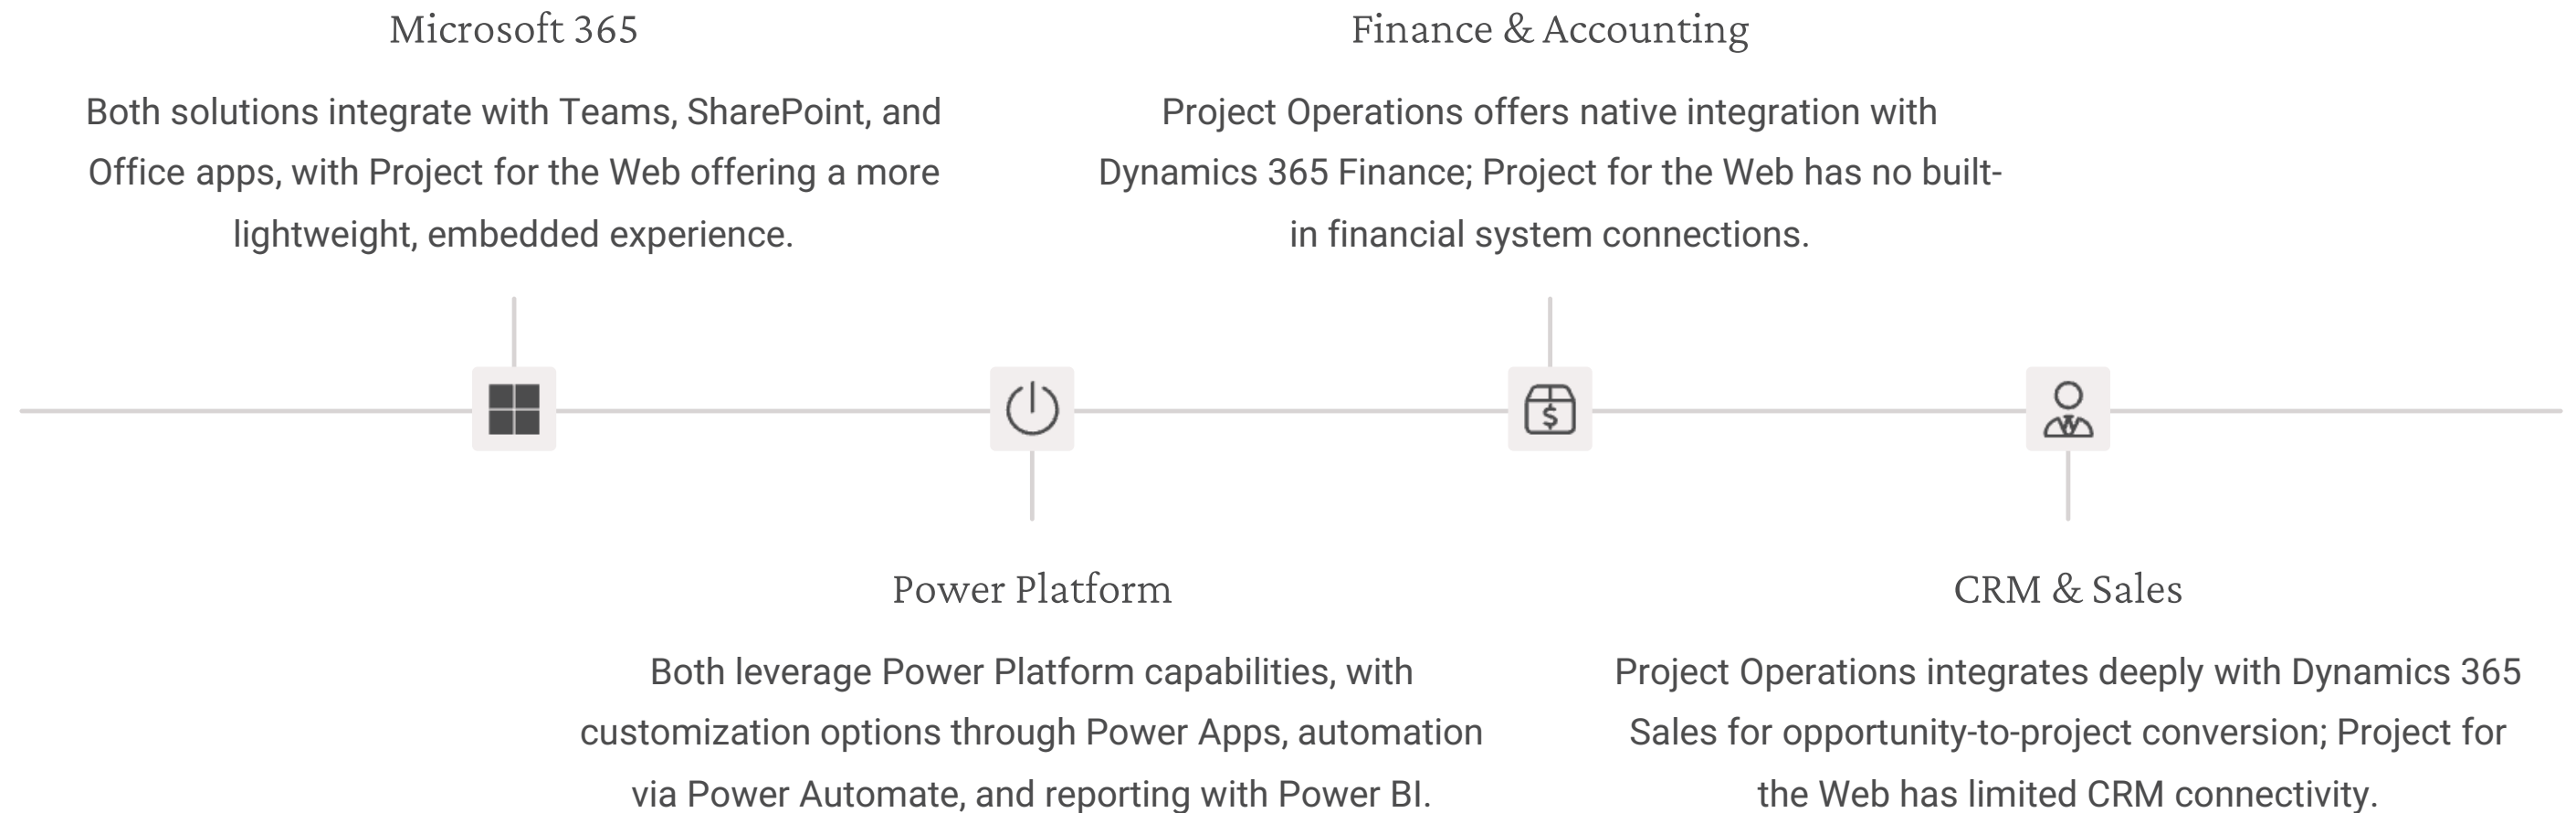 Microsoft 365
Both solutions integrate with Teams, SharePoint, and
Office apps, with Project for the Web offering a more
lightweight, embedded experience.
Finance & Accounting
Project Operations offers native integration with
Dynamics 365 Finance; Project for the Web has no built-
in financial system connections.
Power Platform
Both leverage Power Platform capabilities, with
customization options through Power Apps, automation
via Power Automate, and reporting with Power BI.
CRM & Sales
Project Operations integrates deeply with Dynamics 365
Sales for opportunity-to-project conversion; Project for
the Web has limited CRM connectivity.